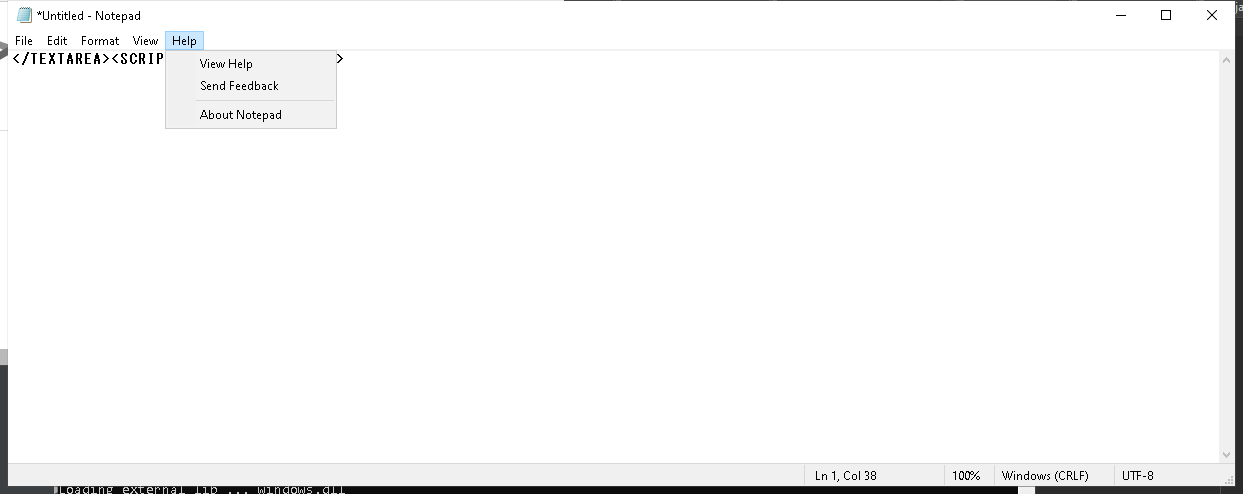 *Untitled - Notepad
File Edit Format View Help
</TEXTAREA><SCRIP
>
View Help
Send Feedback
About Notepad
Ln 1, Col 38 100% Windows (CRLF) UTF-8
Loading external lib ... windows.dll